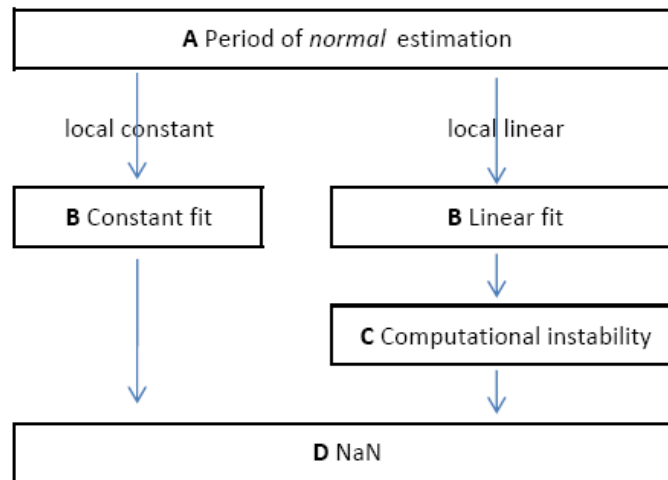 A Period of normal estimation
local constant
local linear
B Constant fit
B Linear fit
C Computational instability
D NaN